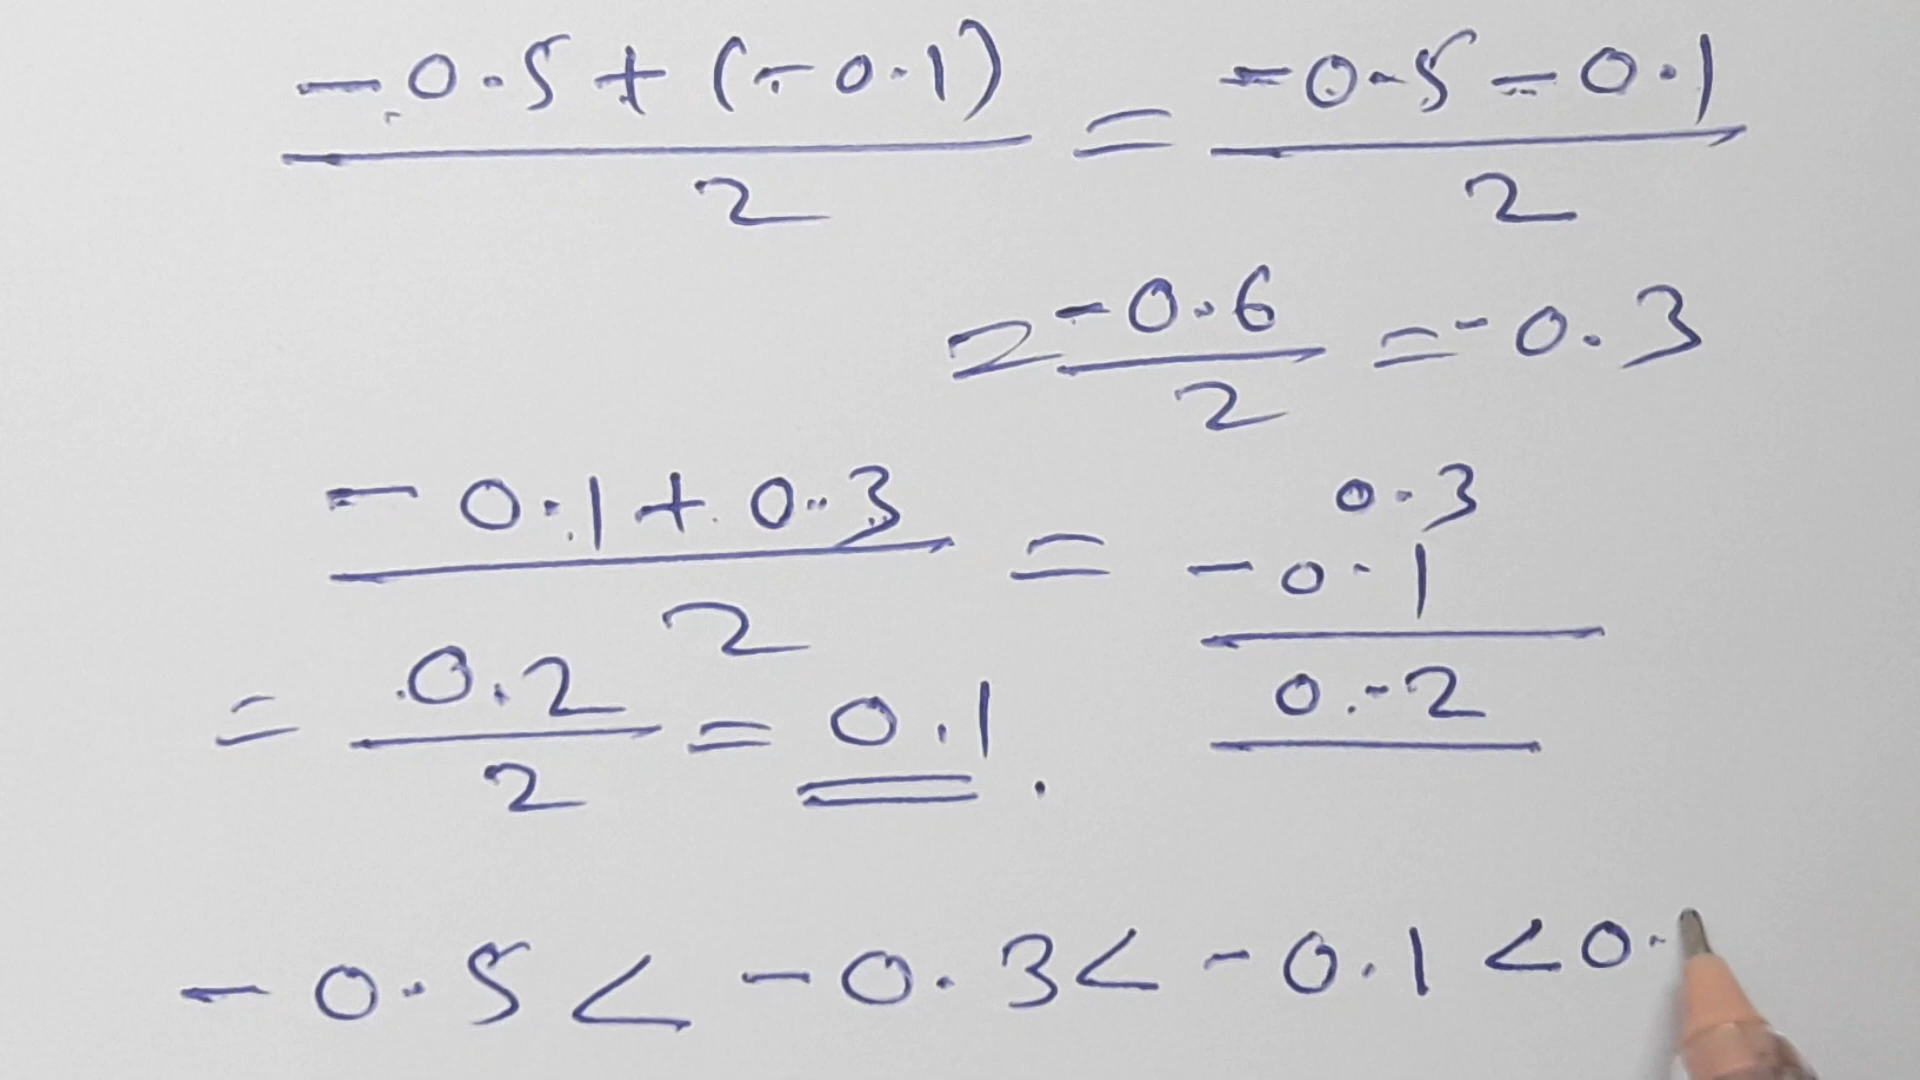 -0.5+(-0.1)/2 = -0.5-0.1/2
= -0.6/2 = -0.3
-0.1+0.3/2 = 0.3
-0.1
0.2
= 0.2/2 = 0.1.
-0.5 < -0.3 < -0.1 < 0.